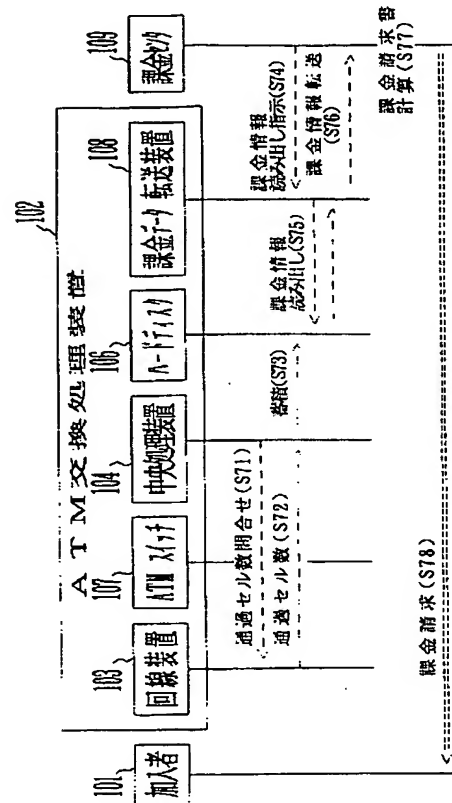 102
ATM交換処理装置
101
加入者
103
回線装置
107
ATM スイッチ
104
中央処理装置
106
ハードディスク
108
課金データ転送装置
109
課金センタ
通過セル数問合せ(S71)
通過セル数(S72)
蓄積(S73)
課金情報
読み出し指示(S74)
課金情報
読み出し(S75)
課金情報転送
(S76)
課金請求書
計算(S77)
課金請求(S78)